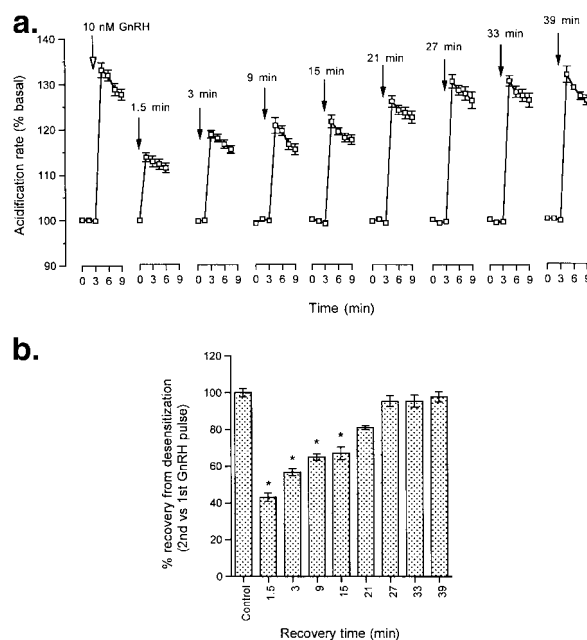 a.
10 nM GnRH
1.5 min
3 min
9 min
15 min
21 min
27 min
33 min
39 min
Acidification rate (% basal)
140
130
120
110
100
90
0 3 6 9 0 3 6 9 0 3 6 9 0 3 6 9 0 3 6 9 0 3 6 9 0 3 6 9 0 3 6 9 0 3 6 9
Time (min)
b.
% recovery from desensitization
(2nd vs 1st GnRH pulse)
120
100
80
60
40
20
0
* * * *
Control 1.5 3 9 15 21 27 33 39
Recovery time (min)